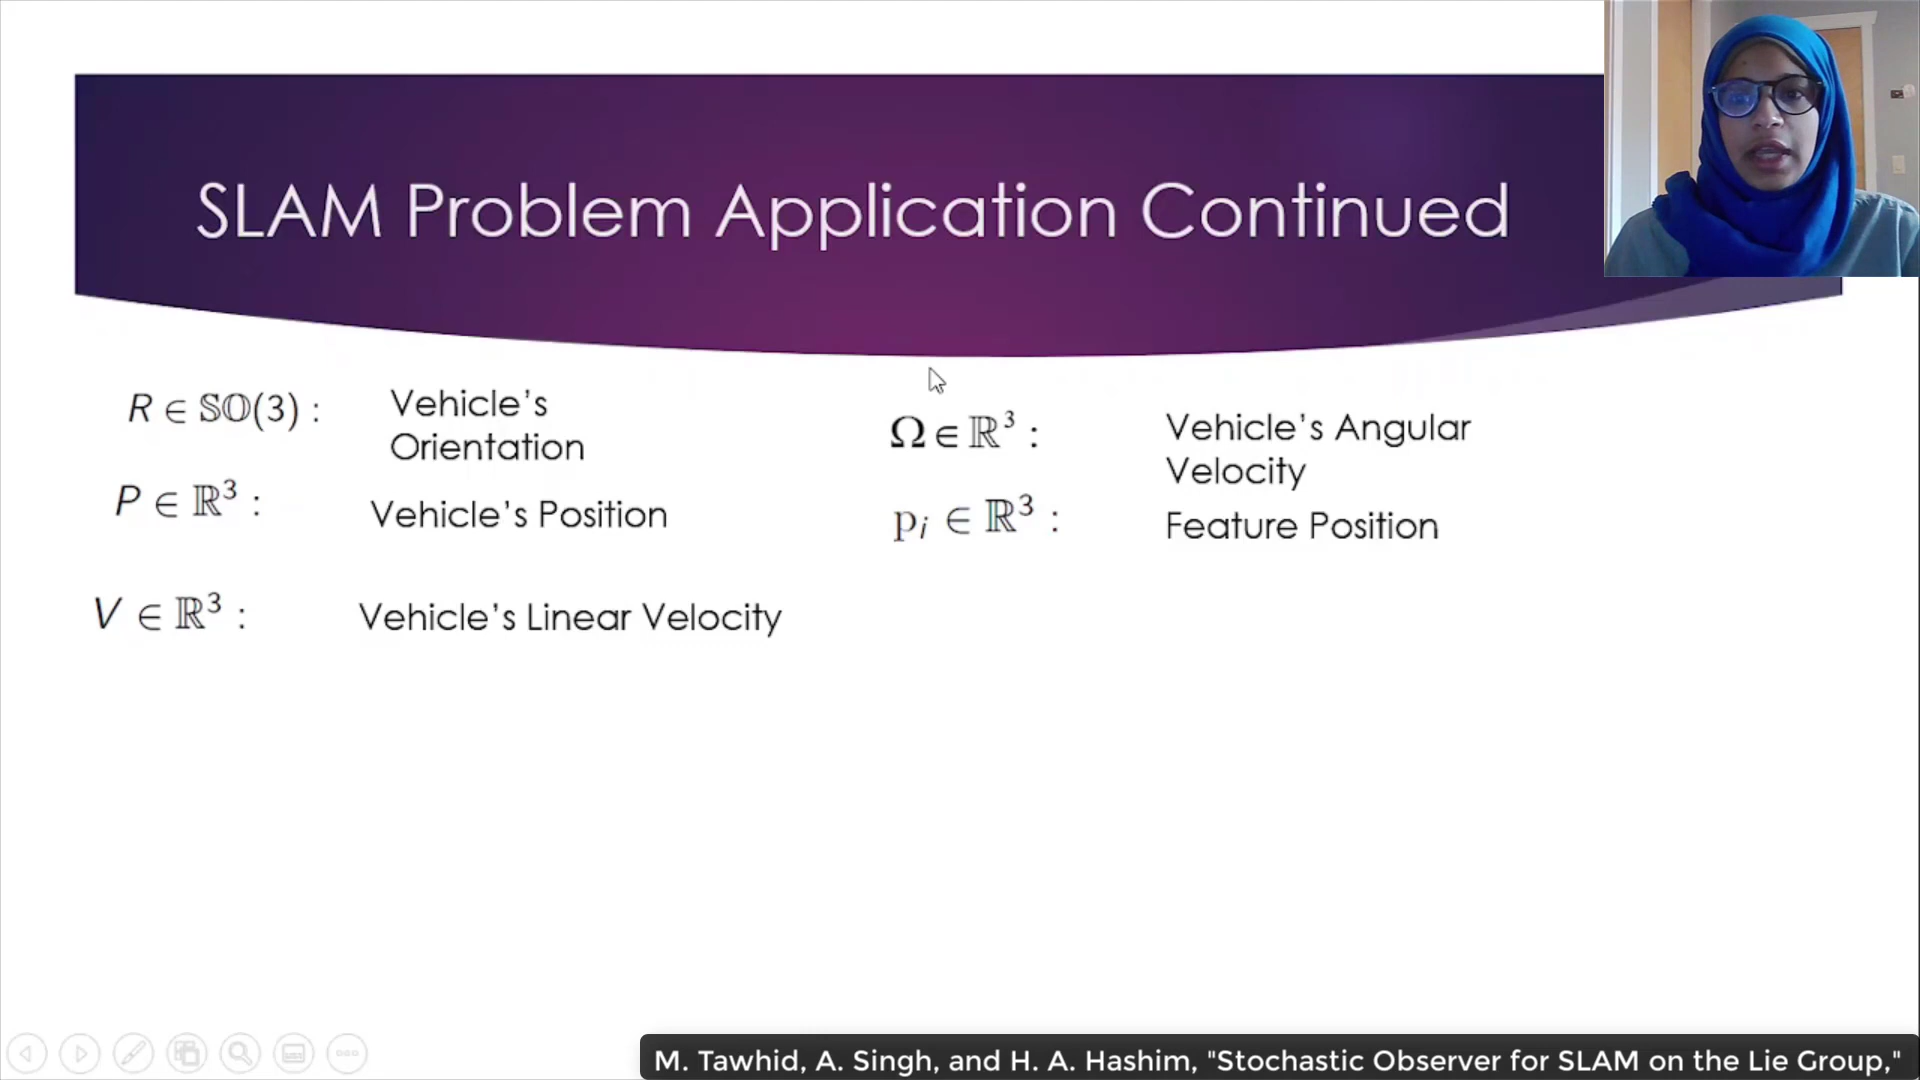 SLAM Problem Application Continued
R ∈ 𝕊𝕆(3) :
Vehicle's
Orientation
P ∈ ℝ³ :
Vehicle's Position
V ∈ ℝ³ :
Vehicle's Linear Velocity
Ω ∈ ℝ³ :
Vehicle's Angular
Velocity
pᵢ ∈ ℝ³ :
Feature Position
M. Tawhid, A. Singh, and H. A. Hashim, "Stochastic Observer for SLAM on the Lie Group,"